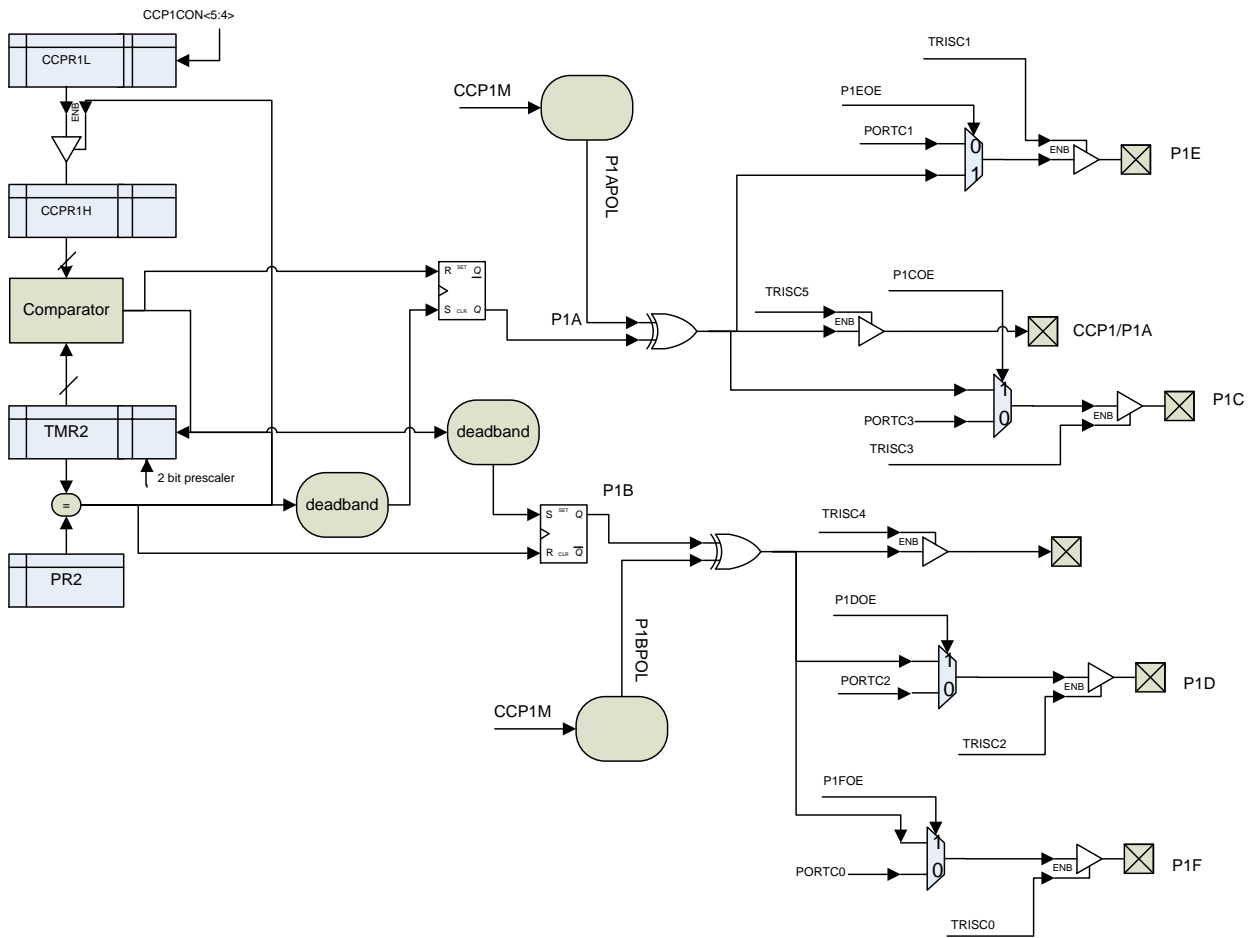 CCP1CON<5:4>
CCPR1L
ENB
CCPR1H
Comparator
TMR2
2 bit prescaler
=
PR2
deadband
deadband
CCP1M
P1APOL
R SET Q
S CLR Q
P1A
P1B
S SET Q
R CLR Q
P1BPOL
CCP1M
TRISC1
P1EOE
PORTC1
0
1
ENB
P1E
TRISC5
ENB
P1COE
CCP1/P1A
1
0
PORTC3
TRISC3
ENB
P1C
TRISC4
ENB
P1DOE
1
0
PORTC2
ENB
P1D
TRISC2
P1FOE
1
0
PORTC0
ENB
P1F
TRISC0